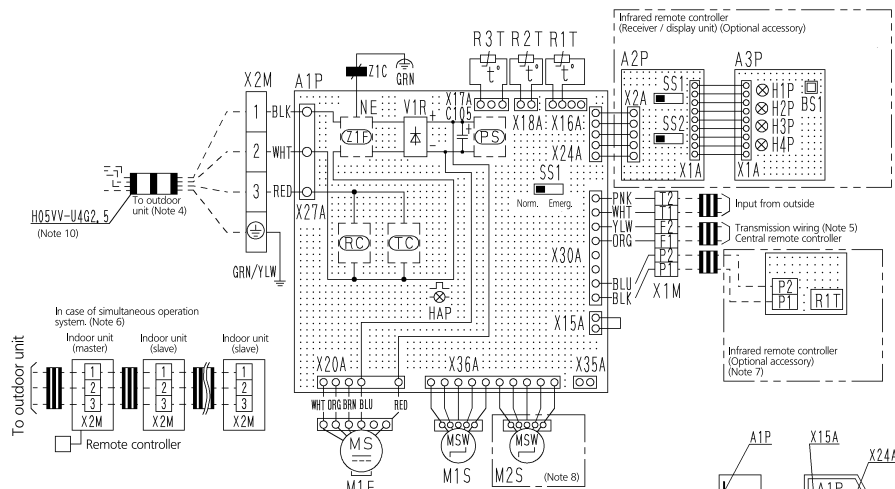 Infrared remote controller
(Receiver / display unit) (Optional accessory)
A2P
A3P
SS1
X2A
SS2
X1A
X1A
H1P
H2P
H3P
H4P
BS1
R3T R2T R1T
t°
t°
t°
Z1C
GRN
X2M
A1P
1
BLK
2
WHT
3
RED
GRN/YLW
X27A
NE
V1R
X17A
C105
X18A
X16A
Z1F
+
-
+
PS
X24A
SS1
Norm.
Emerg.
RC
TC
HAP
X30A
X15A
PNK
WHT
YLW
ORG
BLU
BLK
T2
T1
F2
F1
P2
P1
X1M
Input from outside
Transmission wiring (Note 5)
Central remote controller
P2
P1
R1T
Infrared remote controller
(Optional accessory)
(Note 7)
To outdoor
unit (Note 4)
H05VV-U4G2,5
(Note 10)
In case of simultaneous operation
system. (Note 6)
Indoor unit
(master)
Indoor unit
(slave)
Indoor unit
(slave)
1
2
3
X2M
1
2
3
X2M
1
2
3
X2M
To outdoor unit
Remote controller
X20A
X36A
X35A
WHT ORG BRN BLU
RED
MS
M1F
MSW
M1S
MSW
M2S
(Note 8)
A1P
X15A
X24A
A1P